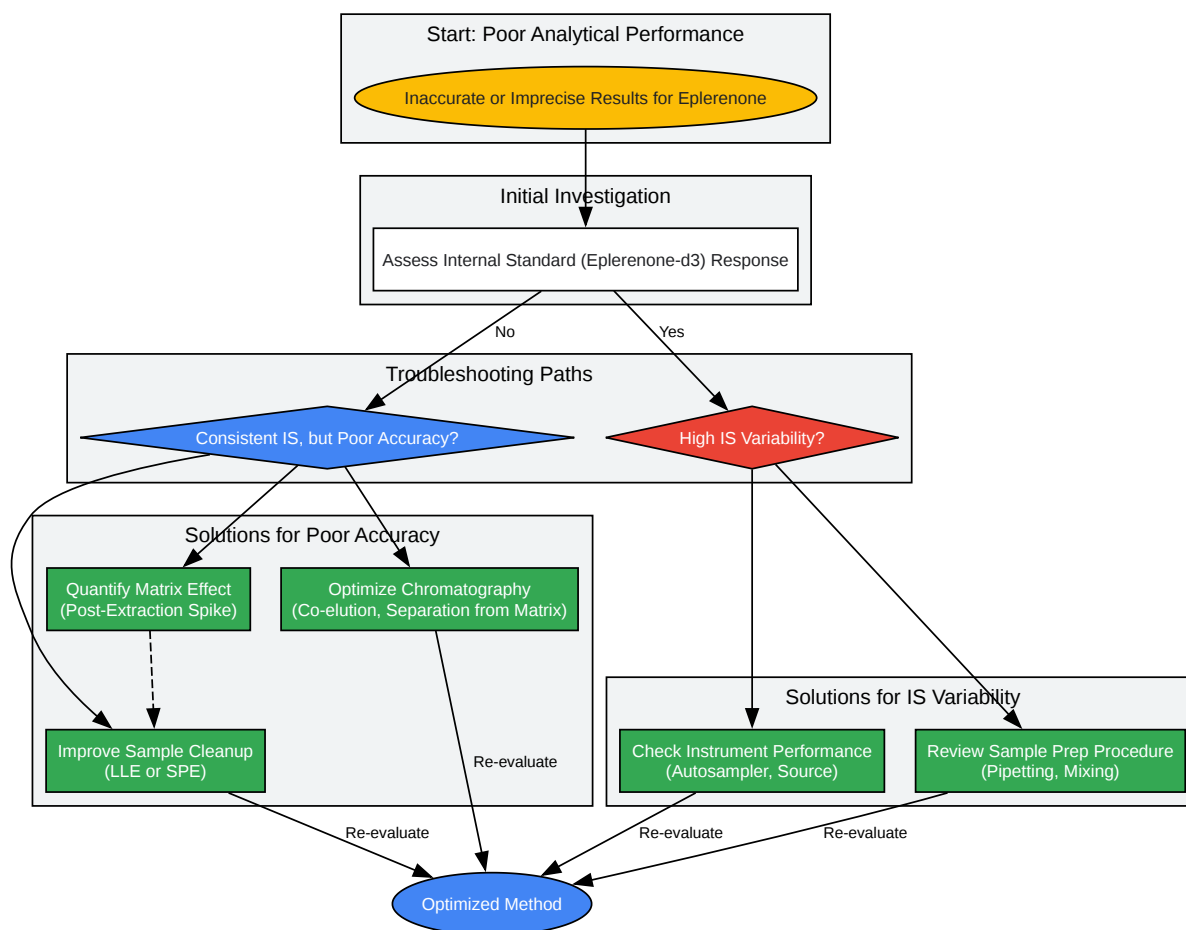 Start: Poor Analytical Performance
Inaccurate or Imprecise Results for Eplerenone
Initial Investigation
Assess Internal Standard (Eplerenone-d3) Response
No
Yes
Troubleshooting Paths
Consistent IS, but Poor Accuracy?
High IS Variability?
Solutions for Poor Accuracy
Quantify Matrix Effect
(Post-Extraction Spike)
Optimize Chromatography
(Co-elution, Separation from Matrix)
Solutions for IS Variability
Improve Sample Cleanup
(LLE or SPE)
Check Instrument Performance
(Autosampler, Source)
Review Sample Prep Procedure
(Pipetting, Mixing)
Re-evaluate
Re-evaluate
Re-evaluate
Re-evaluate
Optimized Method